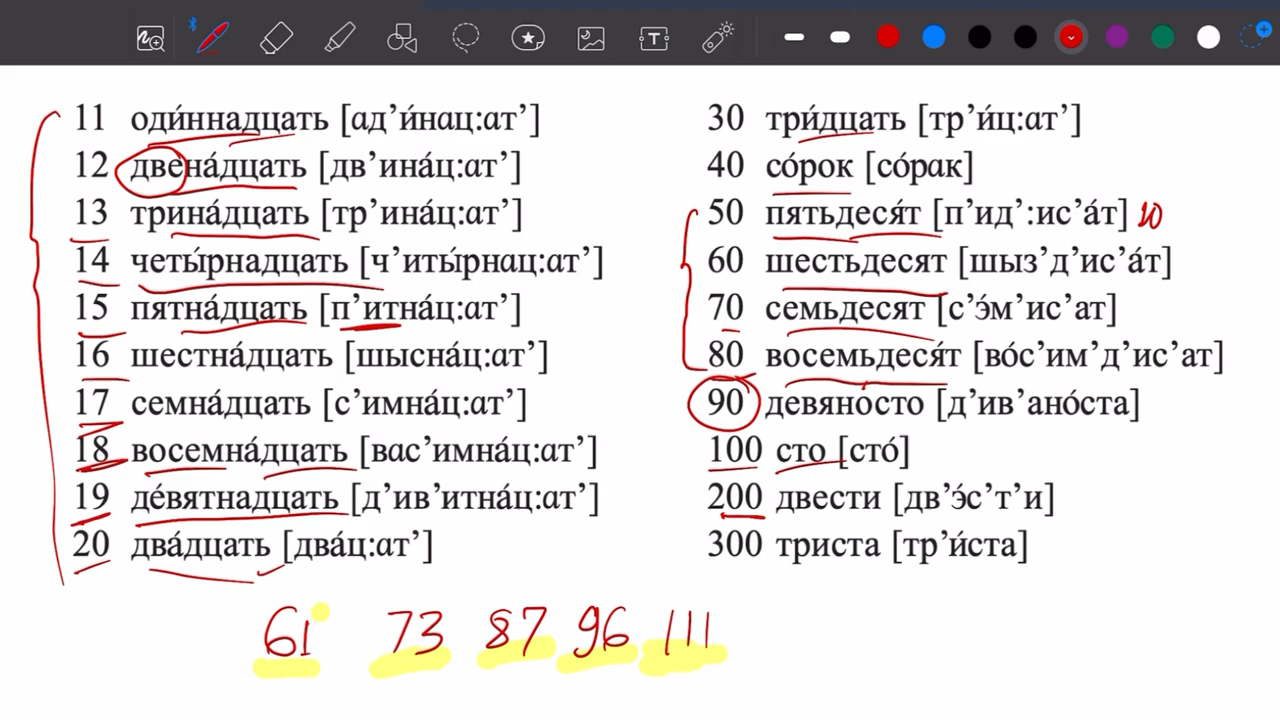 11 оди́ннадцать [ад’и́нац:ат’]
12 двена́дцать [дв’ина́ц:ат’]
13 трина́дцать [тр’ина́ц:ат’]
14 четы́рнадцать [ч’иты́рнац:ат’]
15 пятна́дцать [п’итна́ц:ат’]
16 шестна́дцать [шысна́ц:ат’]
17 семна́дцать [с’имна́ц:ат’]
18 восемна́дцать [вас’имна́ц:ат’]
19 де́вятнадцать [д’ив’итна́ц:ат’]
20 два́дцать [два́ц:ат’]
30 три́дцать [тр’и́ц:ат’]
40 со́рок [со́рак]
50 пятьдеся́т [п’ид’:ис’а́т] 10
60 шестьдесят [шыз’д’ис’а́т]
70 семьдесят [с’э́м’ис’ат]
80 восемьдеся́т [во́с’им’д’ис’ат]
90 девяно́сто [д’ив’ано́ста]
100 сто [сто́]
200 двести [дв’э́с’т’и]
300 триста [тр’и́ста]
61 73 87 96 111